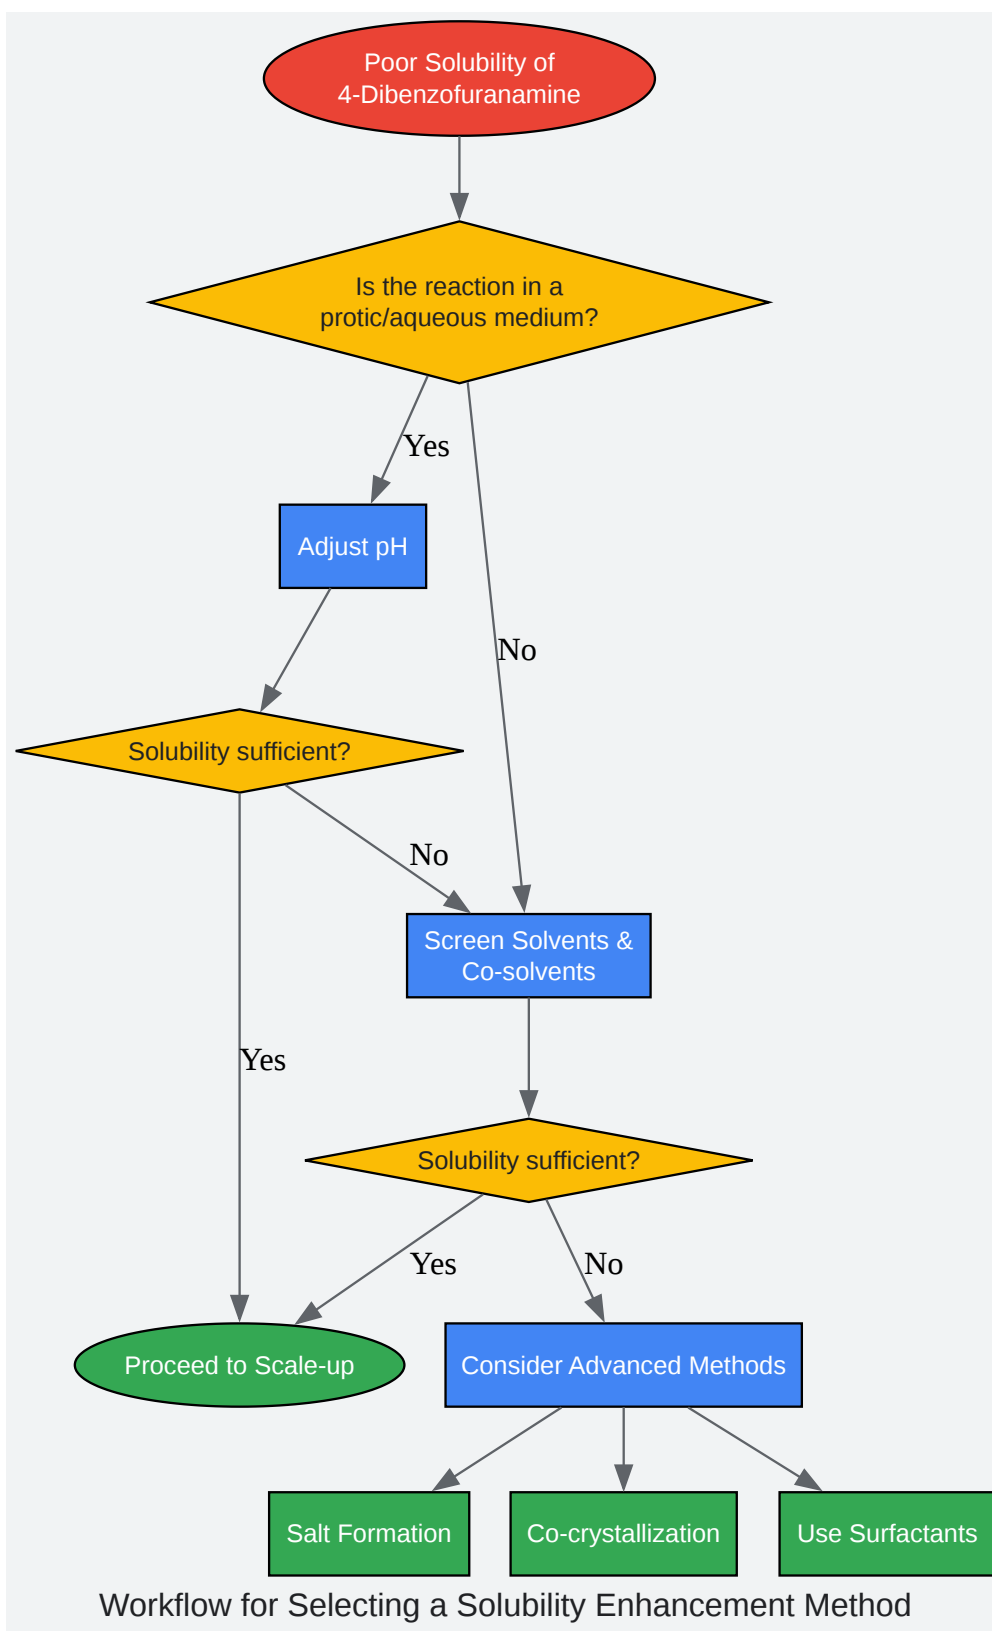 Poor Solubility of
4-Dibenzofuranamine
Is the reaction in a
protic/aqueous medium?
Yes
Adjust pH
No
Solubility sufficient?
No
Screen Solvents &
Co-solvents
Yes
Solubility sufficient?
Yes
No
Proceed to Scale-up
Consider Advanced Methods
Salt Formation
Co-crystallization
Use Surfactants
Workflow for Selecting a Solubility Enhancement Method